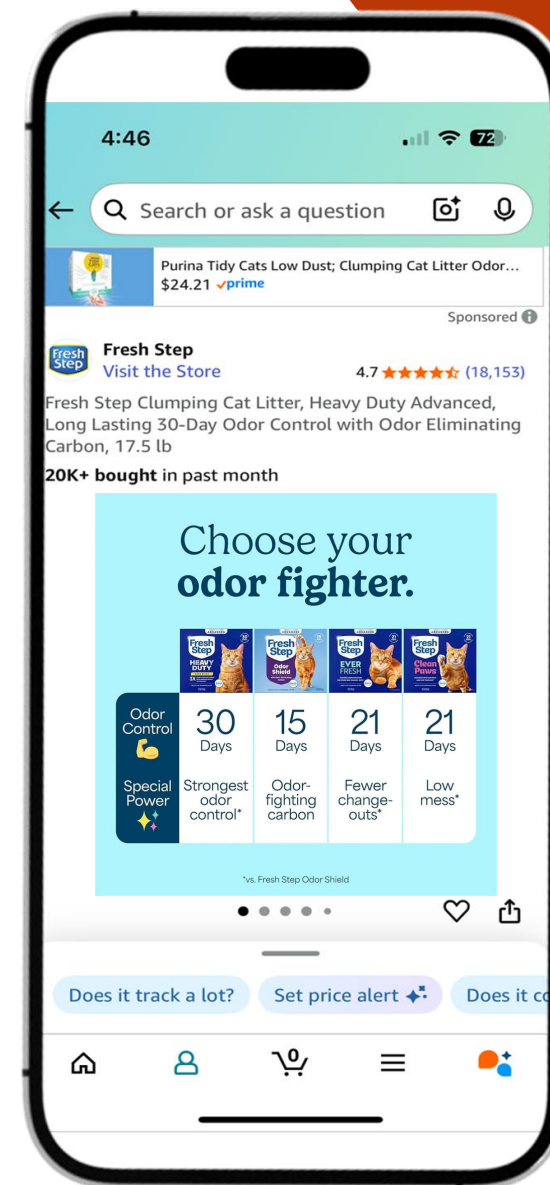 4:46
72
Search or ask a question
Purina Tidy Cats Low Dust; Clumping Cat Litter Odor...
$24.21 prime
Sponsored
Fresh Step
Fresh Step
Visit the Store
4.7 (18,153)
Fresh Step Clumping Cat Litter, Heavy Duty Advanced,
Long Lasting 30-Day Odor Control with Odor Eliminating
Carbon, 17.5 lb
20K+ bought in past month
Choose your
odor fighter.
Fresh Step HEAVY DUTY
Fresh Step Odor Shield
Fresh Step EVER FRESH
Fresh Step Clean Paws
Odor Control
30 Days
15 Days
21 Days
21 Days
Special Power
Strongest odor control*
Odor-fighting carbon
Fewer change-outs*
Low mess*
*vs. Fresh Step Odor Shield
Does it track a lot?
Set price alert
Does it co
0